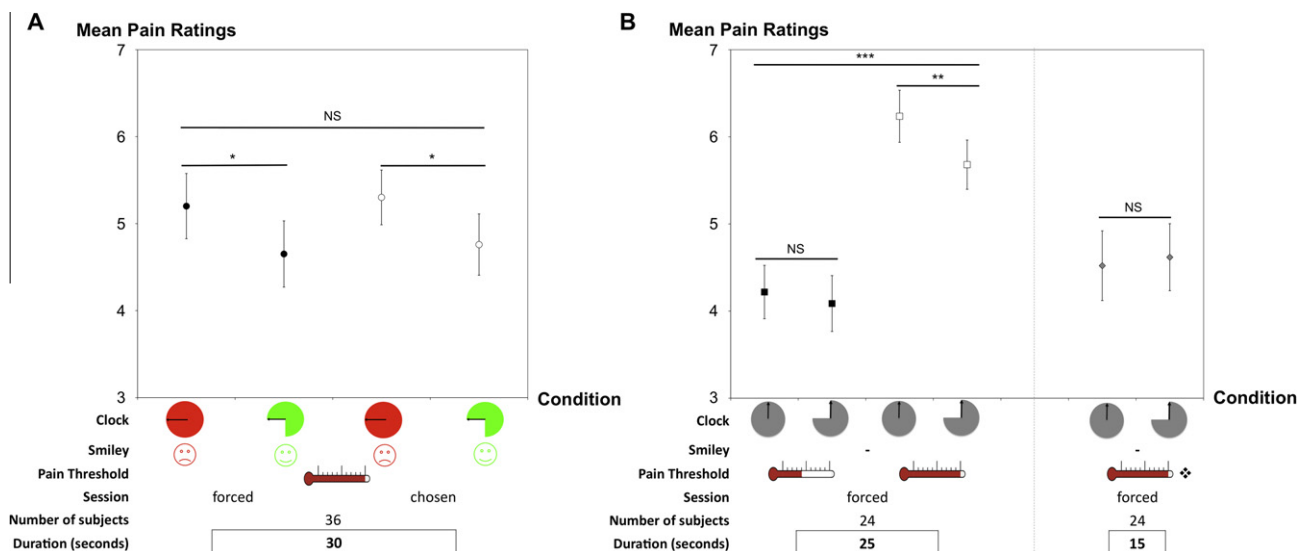 A
Mean Pain Ratings
7
6
5
4
3
NS
*
*
Condition
Clock
Smiley
Pain Threshold
Session
forced
chosen
Number of subjects
36
Duration (seconds)
30
B
Mean Pain Ratings
7
6
5
4
3
***
**
NS
NS
Condition
Clock
Smiley
-
-
Pain Threshold
Session
forced
forced
Number of subjects
24
24
Duration (seconds)
25
15